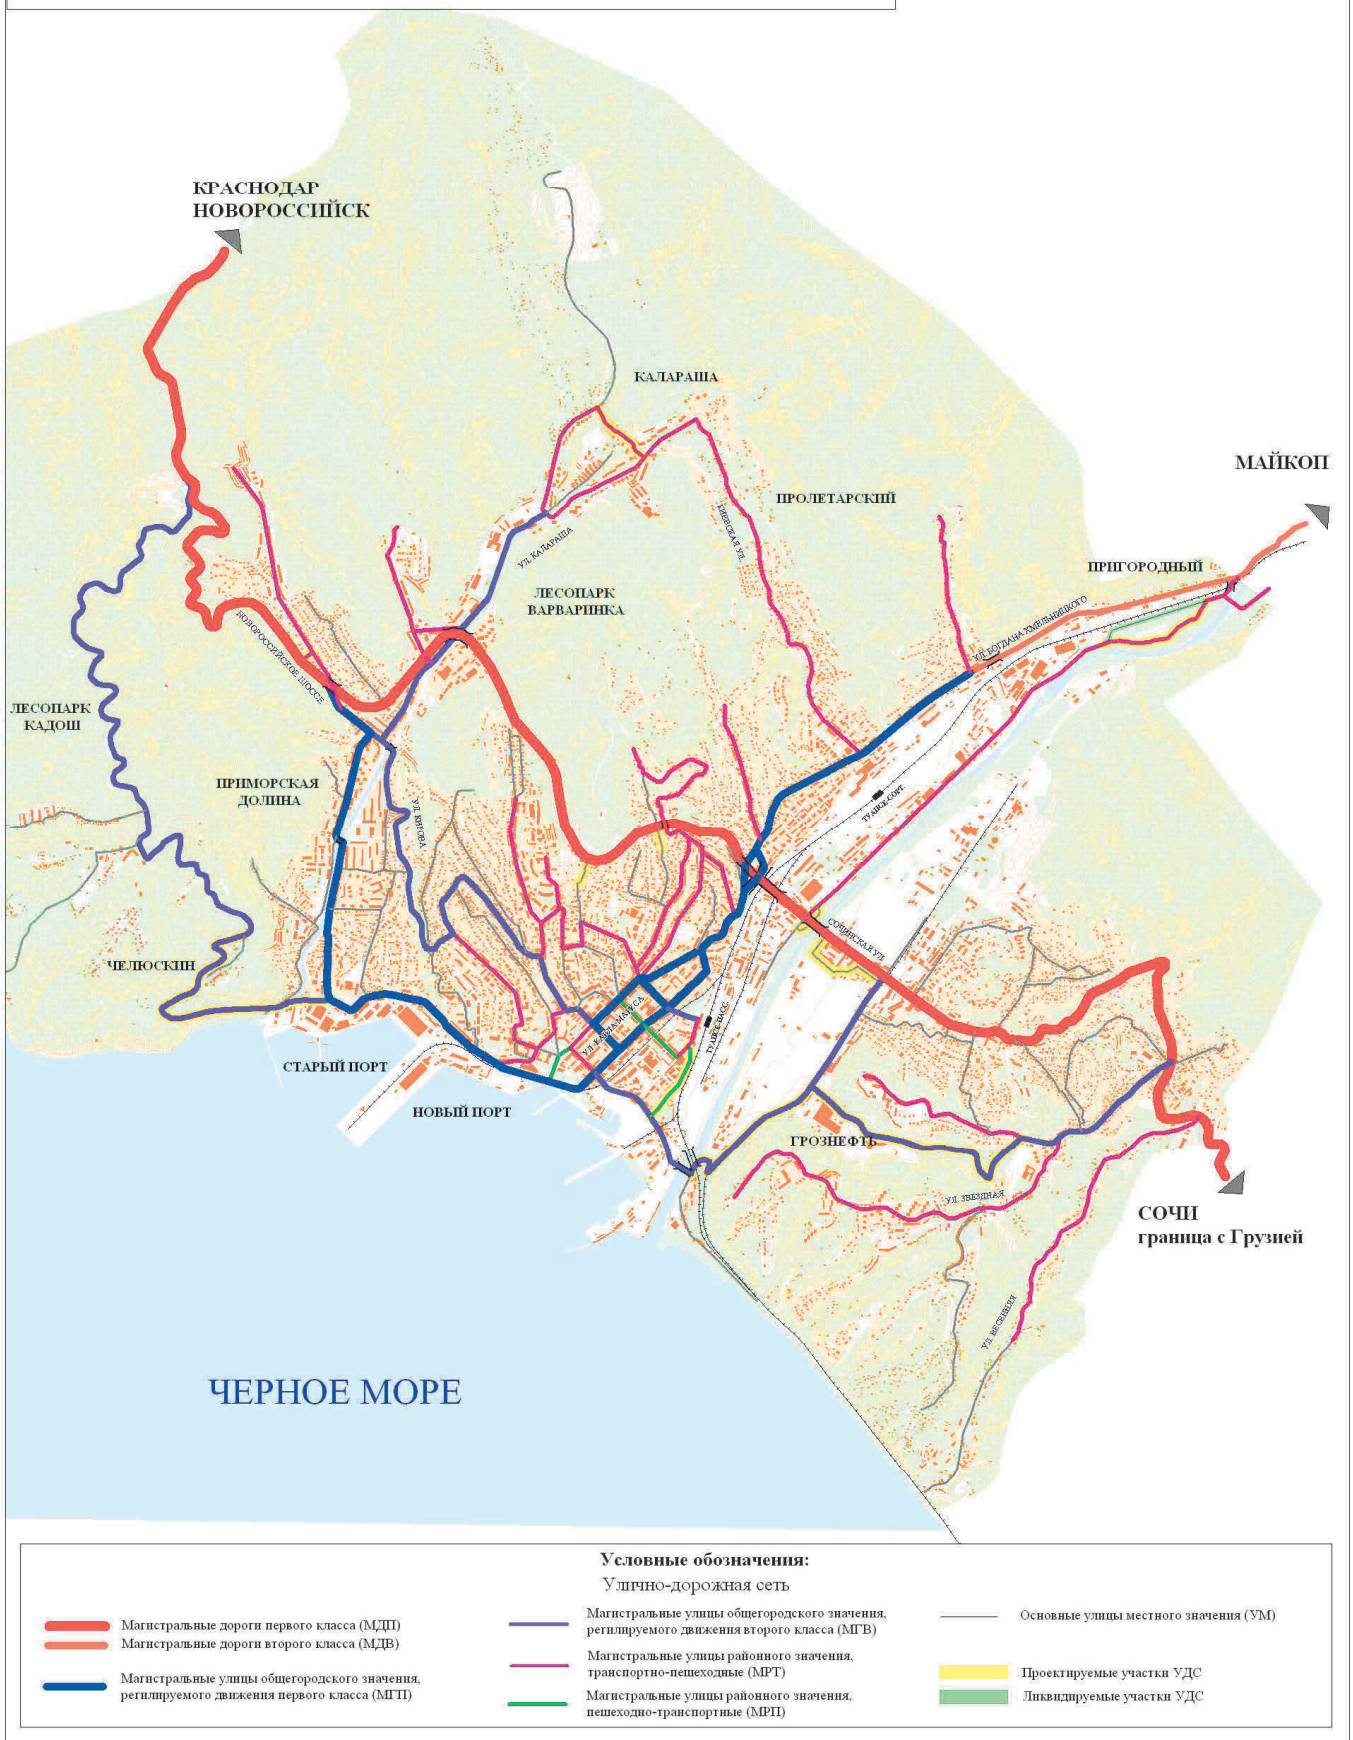 КРАСНОДАР
НОВОРОССИЙСК
КАЛАРАША
МАЙКОП
ПРОЛЕТАРСКИЙ
КИЕВСКАЯ УЛ.
УЛ. КАЛАРАША
ПРИГОРОДНЫЙ
ЛЕСОПАРК
ВАРВАРИНКА
УЛ. БОГДАНА ХМЕЛЬНИЦКОГО
НОВОРОССИЙСКОЕ ШОССЕ
ЛЕСОПАРК
КАДОШ
ПРИМОРСКАЯ
ДОЛИНА
УЛ. КИРОВА
ТУАПСЕ-СОРТ.
СОЧИНСКАЯ УЛ.
ЧЕЛЮСКИН
УЛ. КАРЛА МАРКСА
ТУАПСЕ-ПАСС.
СТАРЫЙ ПОРТ
НОВЫЙ ПОРТ
ГРОЗНЕФТЬ
УЛ. ЗВЕЗДНАЯ
СОЧИ
граница с Грузией
УЛ. ВЕСЕННЯЯ
ЧЕРНОЕ МОРЕ
Условные обозначения:
Улично-дорожная сеть
Магистральные дороги первого класса (МДП)
Магистральные дороги второго класса (МДВ)
Магистральные улицы общегородского значения,
регилируемого движения первого класса (МГП)
Магистральные улицы общегородского значения,
регилируемого движения второго класса (МГВ)
Магистральные улицы районного значения,
транспортно-пешеходные (МРТ)
Магистральные улицы районного значения,
пешеходно-транспортные (МРП)
Основные улицы местного значения (УМ)
Проектируемые участки УДС
Ликвидируемые участки УДС